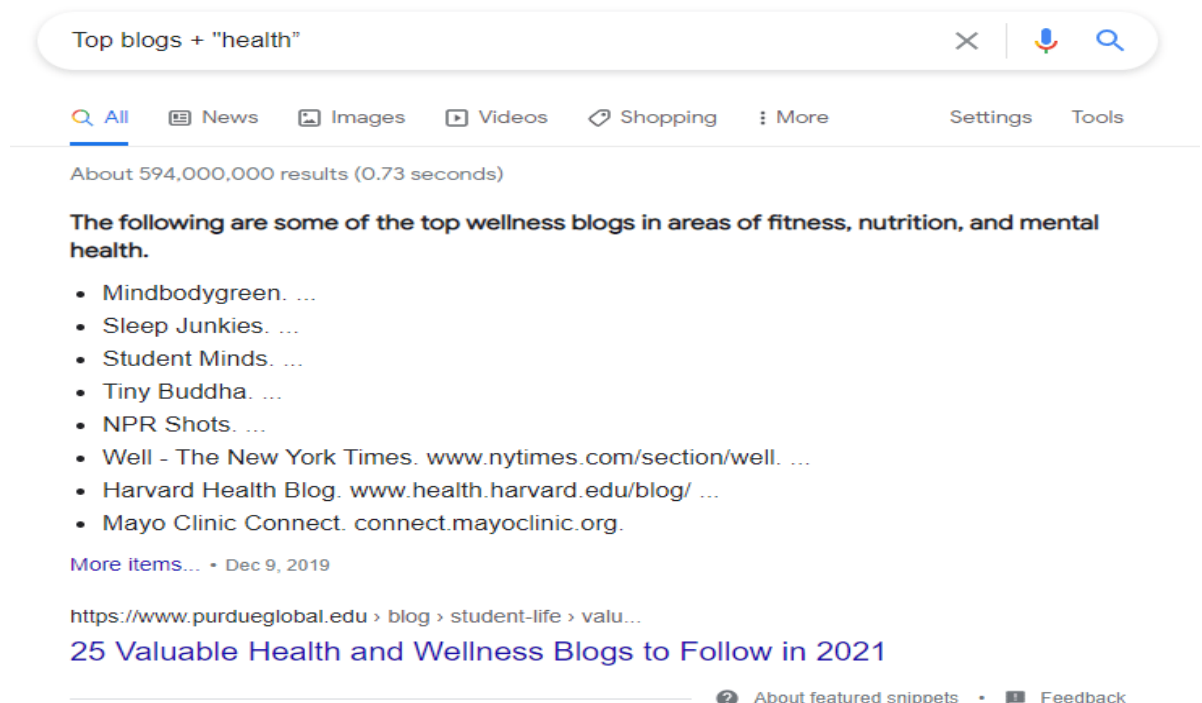 Top blogs + "health”
All News Images Videos Shopping More Settings Tools
About 594,000,000 results (0.73 seconds)
The following are some of the top wellness blogs in areas of fitness, nutrition, and mental
health.
• Mindbodygreen. ...
• Sleep Junkies. ...
• Student Minds. ...
• Tiny Buddha. ...
• NPR Shots. ...
• Well - The New York Times. www.nytimes.com/section/well. ...
• Harvard Health Blog. www.health.harvard.edu/blog/ ...
• Mayo Clinic Connect. connect.mayoclinic.org.
More items... • Dec 9, 2019
https://www.purdueglobal.edu › blog › student-life › valu...
25 Valuable Health and Wellness Blogs to Follow in 2021
About featured snippets • Feedback